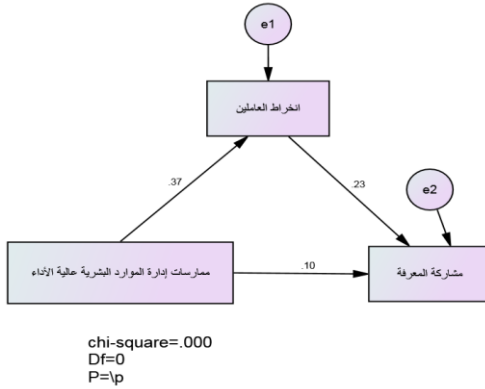 e1
انخراط العاملين
.37
.23
e2
ممارسات إدارة الموارد البشرية عالية الأداء
.10
مشاركة المعرفة
chi-square=.000
Df=0
P=\p